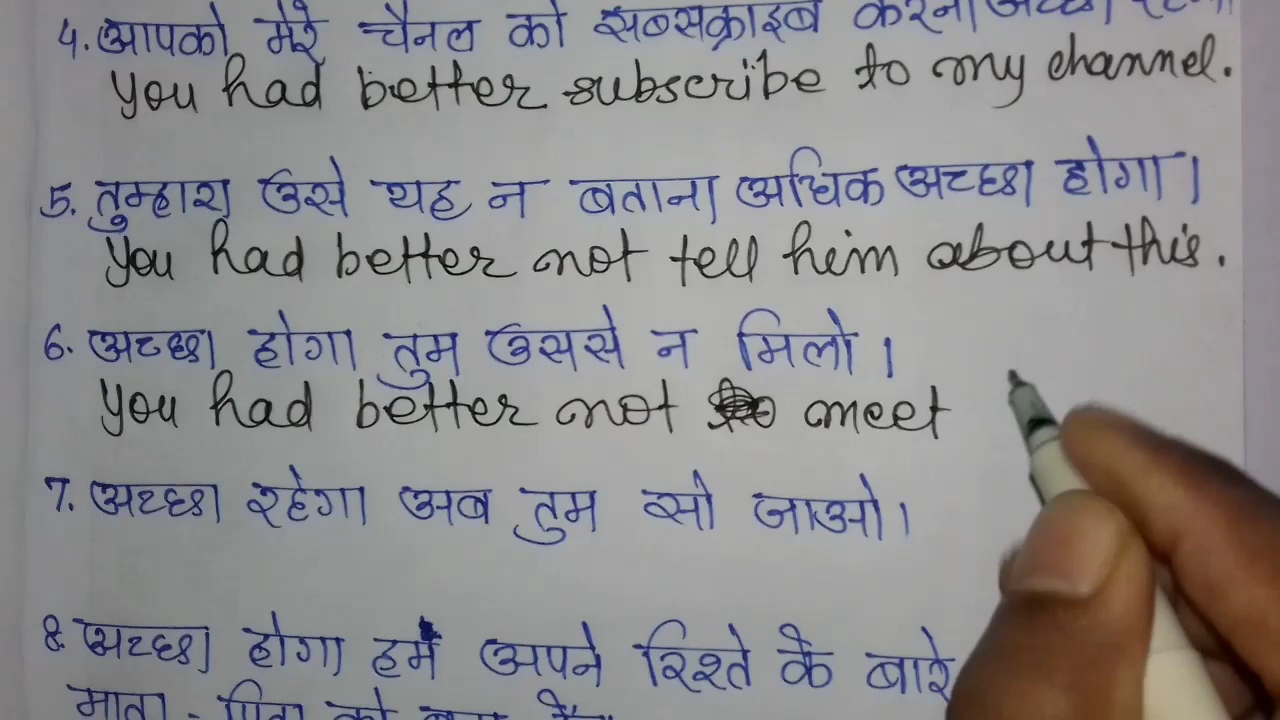 4. आपको मेरे चैनल को सब्सक्राइब करना अच्छा
You had better subscribe to my channel.
5. तुम्हारा उसे यह न बताना अधिक अच्छा होगा।
You had better not tell him about this.
6. अच्छा होगा तुम उससे न मिलो।
You had better not meet
7. अच्छा रहेगा अब तुम सो जाओ।
8. अच्छा होगा हम अपने रिश्ते के बारे
माता - पिता को